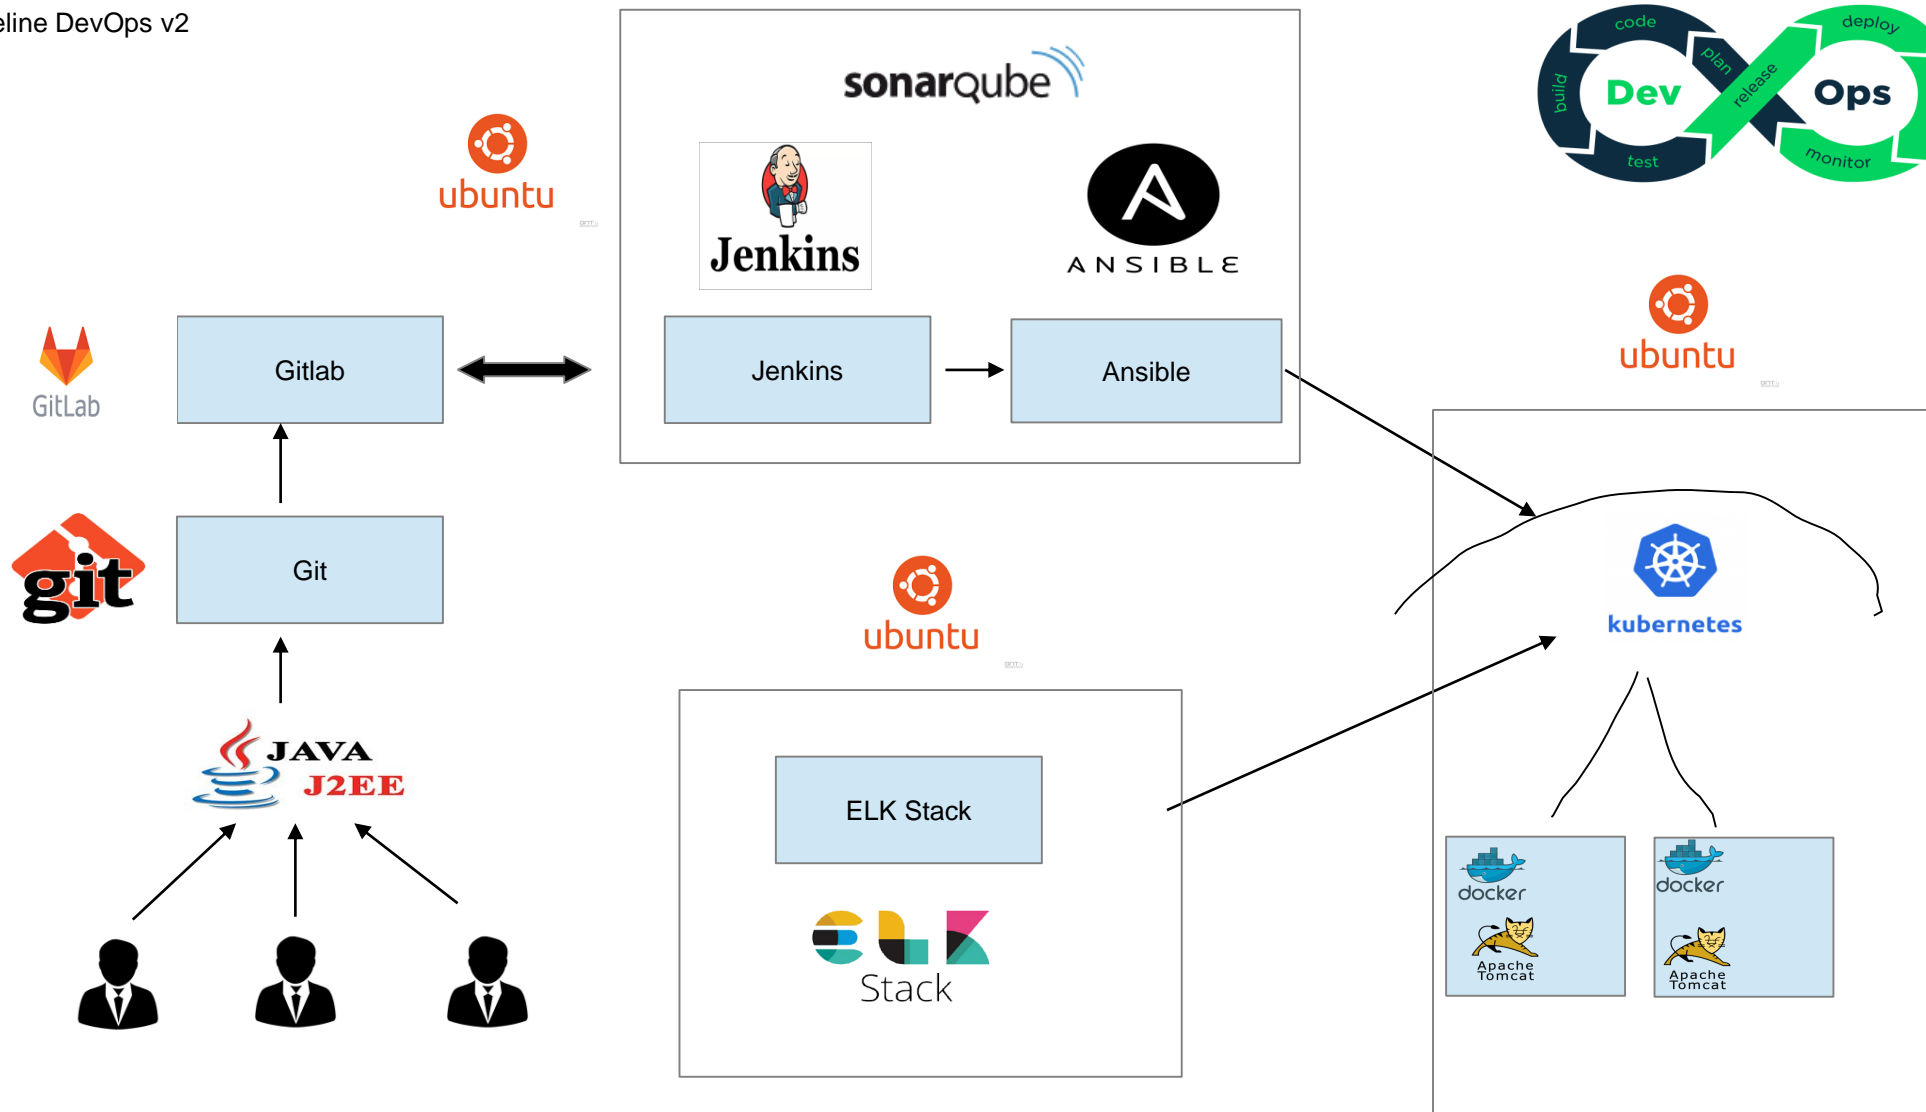 eline DevOps v2
sonarqube
code
deploy
plan
release
build
Dev
Ops
test
monitor
ubuntu
Jenkins
ANSIBLE
ubuntu
GitLab
Gitlab
Jenkins
Ansible
git
Git
ubuntu
kubernetes
JAVA
J2EE
ELK Stack
docker
docker
Apache
Tomcat
Apache
Tomcat
ELK
Stack